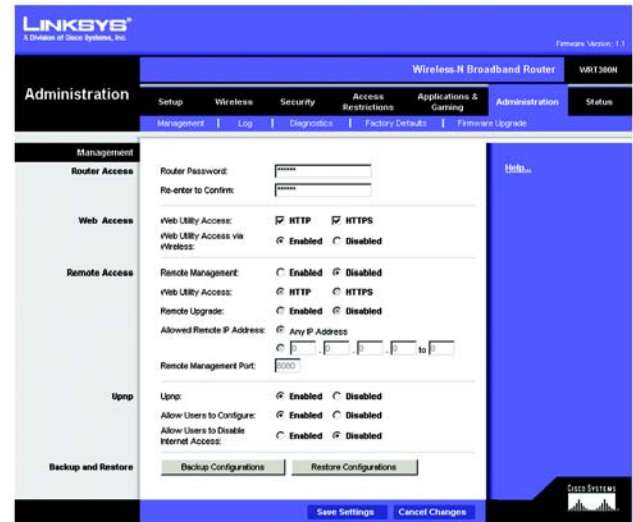 LINKSYS®
A Division of Cisco Systems, Inc.
Firmware Version: 1.1
Wireless-N Broadband Router WRT300N
Administration
Setup Wireless Security Access Restrictions Applications & Gaming Administration Status
Management | Log | Diagnostics | Factory Defaults | Firmware Upgrade
Management
Help...
Router Access
Router Password: ******
Re-enter to Confirm: ******
Web Access
Web Utility Access: HTTP HTTPS
Web Utility Access via Wireless: Enabled Disabled
Remote Access
Remote Management: Enabled Disabled
Web Utility Access: HTTP HTTPS
Remote Upgrade: Enabled Disabled
Allowed Remote IP Address: Any IP Address
0 . 0 . 0 . 0 to 0
Remote Management Port: 8080
Upnp
Upnp: Enabled Disabled
Allow Users to Configure: Enabled Disabled
Allow Users to Disable Internet Access: Enabled Disabled
Backup and Restore
Backup Configurations Restore Configurations
Save Settings Cancel Changes
CISCO SYSTEMS